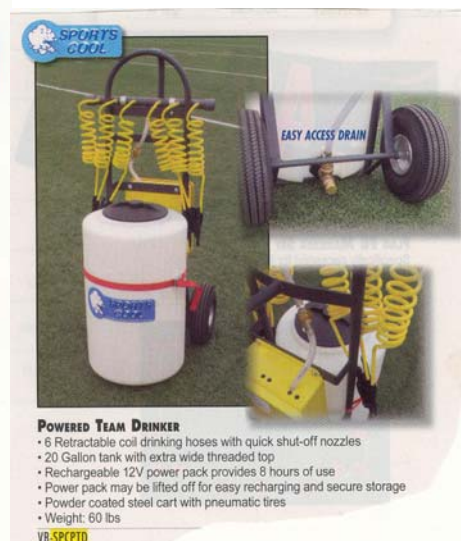 SPORTS
COOL
EASY ACCESS DRAIN
SPORTS
COOL
POWERED TEAM DRINKER
• 6 Retractable coil drinking hoses with quick shut-off nozzles
• 20 Gallon tank with extra wide threaded top
• Rechargeable 12V power pack provides 8 hours of use
• Power pack may be lifted off for easy recharging and secure storage
• Powder coated steel cart with pneumatic tires
• Weight: 60 lbs
VR-SPCPTD